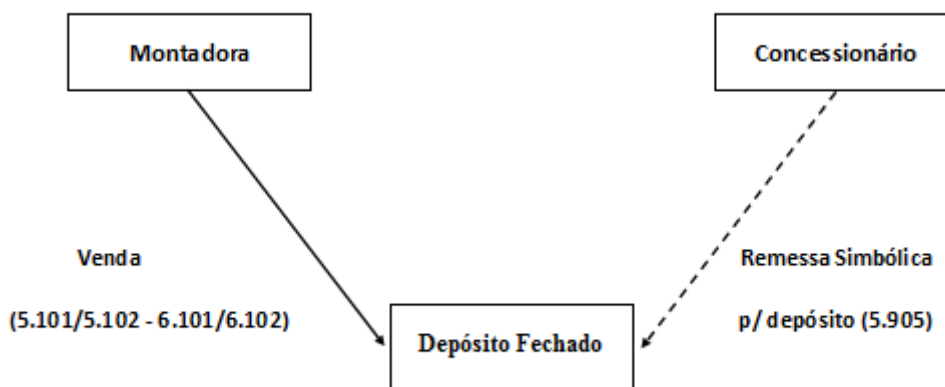 Montadora
Concessionário
Venda
(5.101/5.102 - 6.101/6.102)
Remessa Simbólica
p/ depósito (5.905)
Depósito Fechado